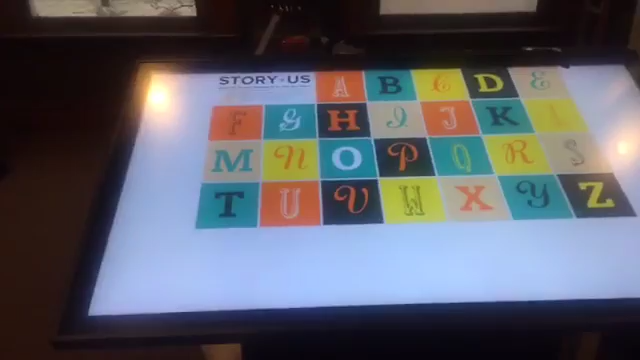 STORY·US
A B C D E
F G H I J K L
M N O P Q R S
T U V W X Y Z